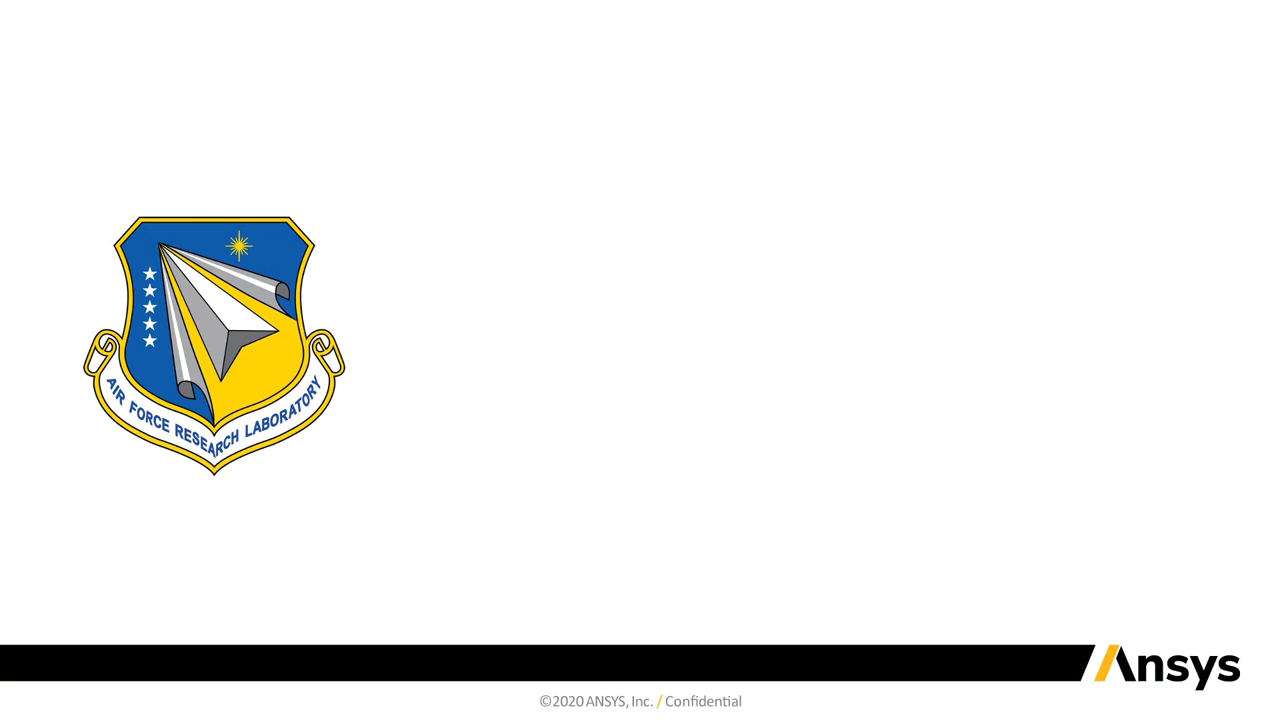 AIR FORCE RESEARCH LABORATORY
Ansys
©2020 ANSYS, Inc. / Confidential